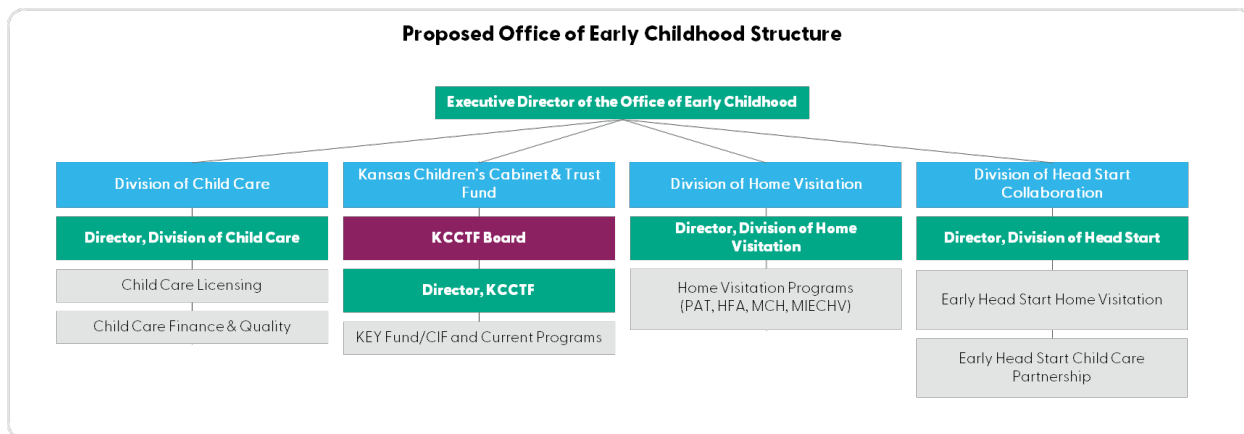 Proposed Office of Early Childhood Structure
Executive Director of the Office of Early Childhood
Division of Child Care
Director, Division of Child Care
Child Care Licensing
Child Care Finance & Quality
Kansas Children's Cabinet & Trust
Fund
KCCTF Board
Director, KCCTF
KEY Fund/CIF and Current Programs
Division of Home Visitation
Director, Division of Home
Visitation
Home Visitation Programs
(PAT, HFA, MCH, MIECHV)
Division of Head Start
Collaboration
Director, Division of Head Start
Early Head Start Home Visitation
Early Head Start Child Care
Partnership